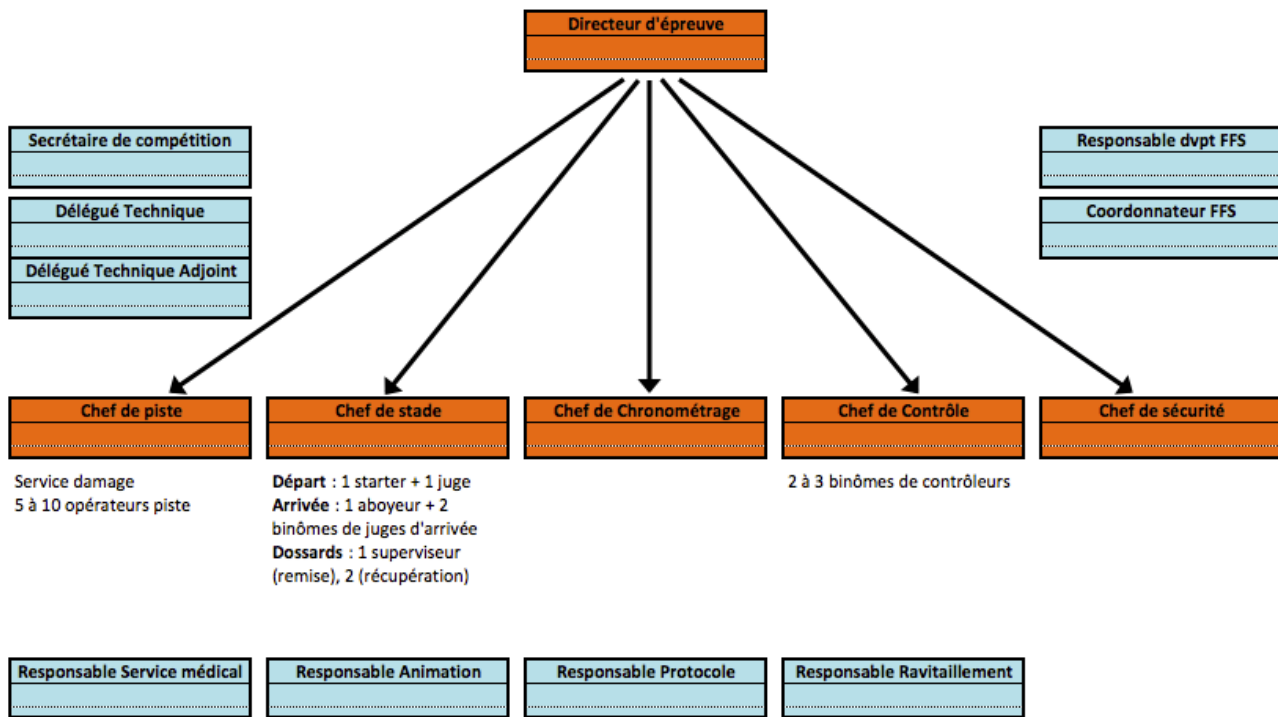 Directeur d'épreuve
Secrétaire de compétition
Responsable dvpt FFS
Délégué Technique
Coordonnateur FFS
Délégué Technique Adjoint
Chef de piste
Chef de stade
Chef de Chronométrage
Chef de Contrôle
Chef de sécurité
Service damage
5 à 10 opérateurs piste
Départ : 1 starter + 1 juge
Arrivée : 1 aboyeur + 2
binômes de juges d'arrivée
Dossards : 1 superviseur
(remise), 2 (récupération)
2 à 3 binômes de contrôleurs
Responsable Service médical
Responsable Animation
Responsable Protocole
Responsable Ravitaillement